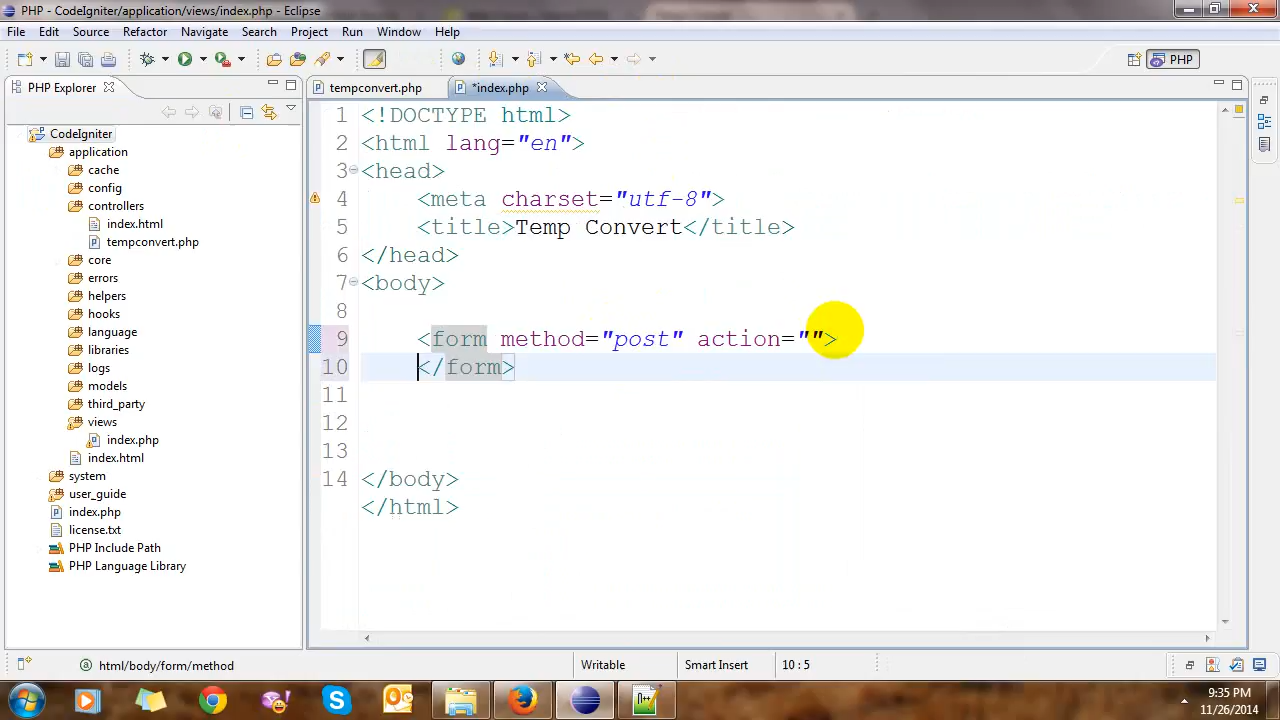 PHP - CodeIgniter/application/views/index.php - Eclipse
File Edit Source Refactor Navigate Search Project Run Window Help
PHP
PHP Explorer
tempconvert.php
*index.php
CodeIgniter
application
cache
config
controllers
index.html
tempconvert.php
core
errors
helpers
hooks
language
libraries
logs
models
third_party
views
index.php
index.html
system
user_guide
index.php
license.txt
PHP Include Path
PHP Language Library
1 <!DOCTYPE html>
2 <html lang="en">
3 <head>
4 <meta charset="utf-8">
5 <title>Temp Convert</title>
6 </head>
7 <body>
8
9 <form method="post" action="">
10 </form>
11
12
13
14 </body>
</html>
html/body/form/method
Writable
Smart Insert
10 : 5
9:35 PM
11/26/2014